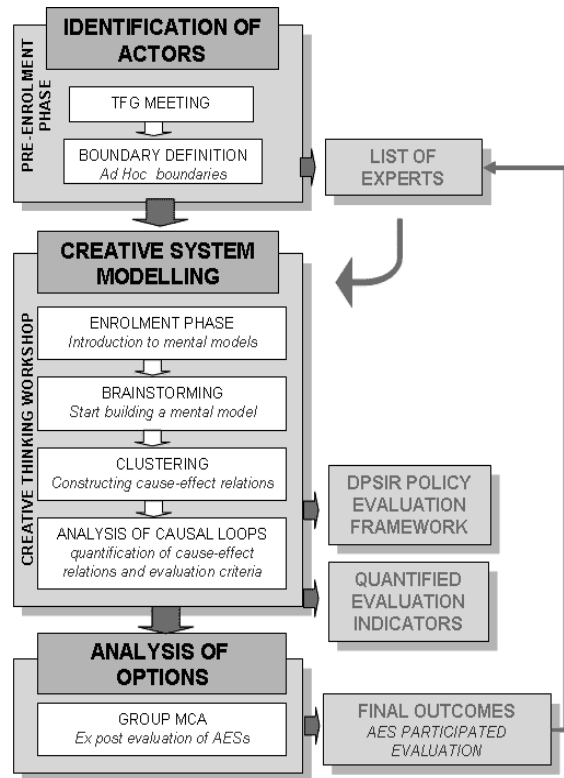 IDENTIFICATION OF
ACTORS
PRE-ENROLMENT
PHASE
TFG MEETING
BOUNDARY DEFINITION
Ad Hoc boundaries
LIST OF
EXPERTS
CREATIVE SYSTEM
MODELLING
CREATIVE THINKING WORKSHOP
ENROLMENT PHASE
Introduction to mental models
BRAINSTORMING
Start building a mental model
CLUSTERING
Constructing cause-effect relations
ANALYSIS OF CAUSAL LOOPS
quantification of cause-effect
relations and evaluation criteria
DPSIR POLICY
EVALUATION
FRAMEWORK
QUANTIFIED
EVALUATION
INDICATORS
ANALYSIS OF
OPTIONS
GROUP MCA
Ex post evaluation of AESs
FINAL OUTCOMES
AES PARTICIPATED
EVALUATION